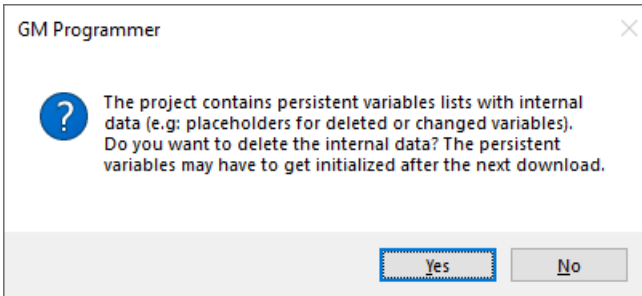 GM Programmer
The project contains persistent variables lists with internal
data (e.g: placeholders for deleted or changed variables).
Do you want to delete the internal data? The persistent
variables may have to get initialized after the next download.
Yes
No